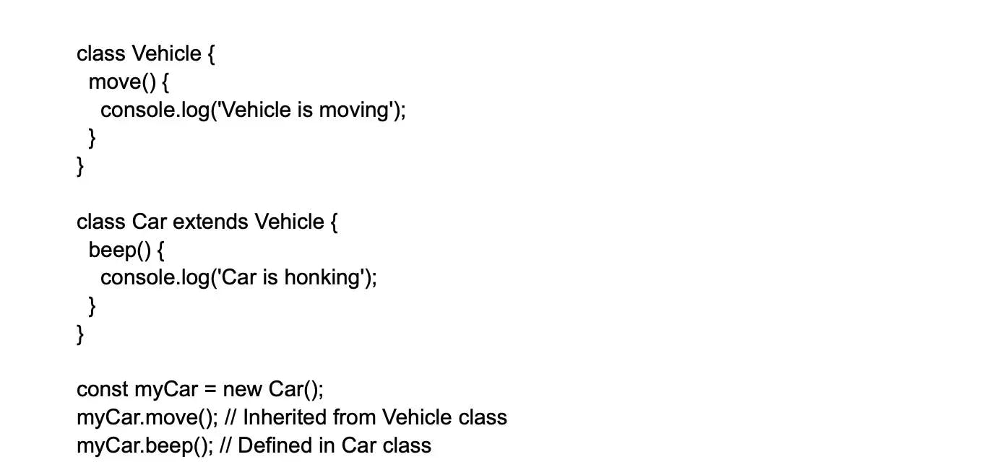 class Vehicle {
  move() {
    console.log('Vehicle is moving');
  }
}

class Car extends Vehicle {
  beep() {
    console.log('Car is honking');
  }
}

const myCar = new Car();
myCar.move(); // Inherited from Vehicle class
myCar.beep(); // Defined in Car class